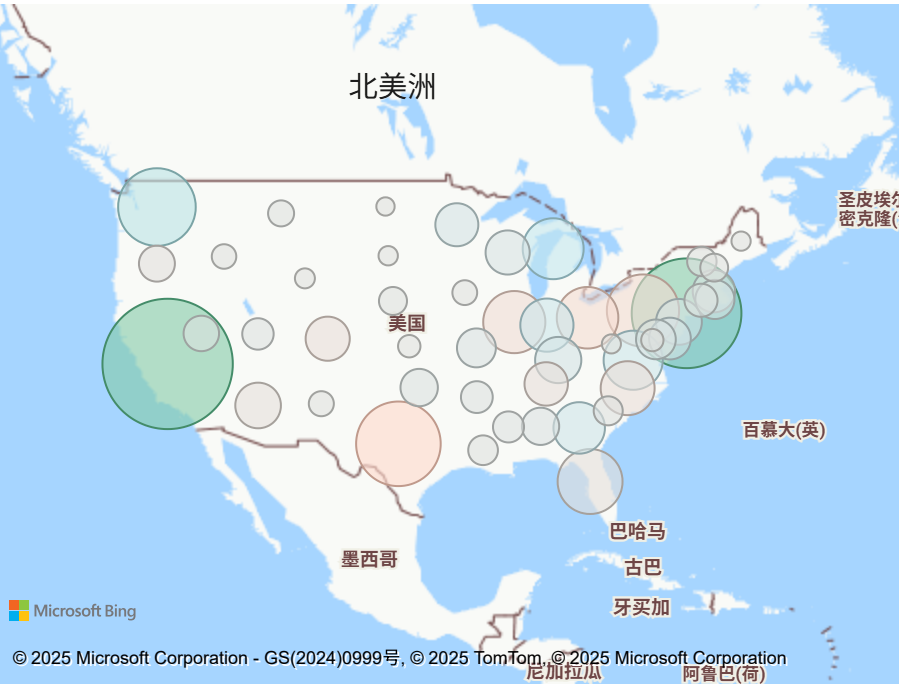 北美洲
圣皮埃尔
密克隆(
美国
百慕大(英)
巴哈马
墨西哥
古巴
牙买加
Microsoft Bing
© 2025 Microsoft Corporation - GS(2024)0999号, © 2025 TomTom, © 2025 Microsoft Corporation
尼加拉瓜
阿鲁巴(荷)